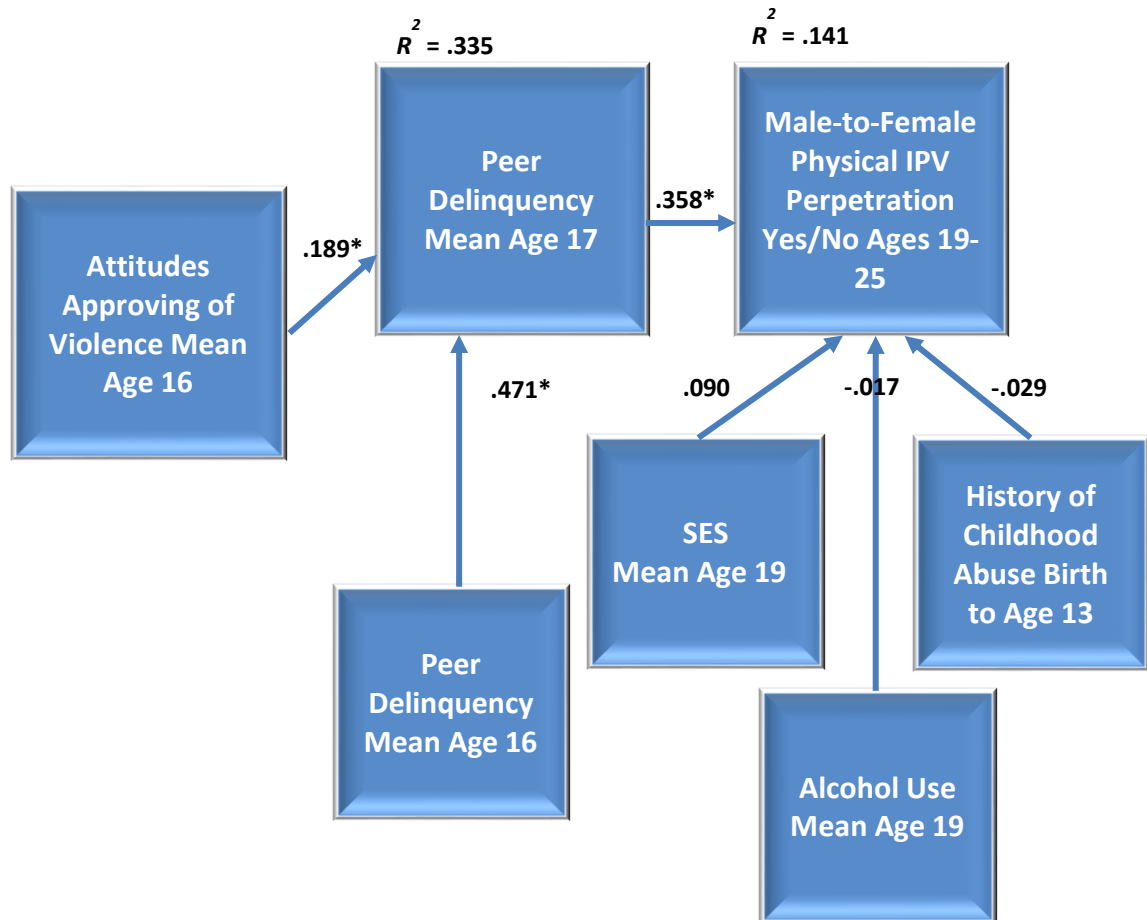 R² = .335
R² = .141
Peer
Delinquency
Mean Age 17
Male-to-Female
Physical IPV
Perpetration
Yes/No Ages 19-
25
.358*
.189*
Attitudes
Approving of
Violence Mean
Age 16
.471*
.090
-.017
-.029
SES
Mean Age 19
History of
Childhood
Abuse Birth
to Age 13
Peer
Delinquency
Mean Age 16
Alcohol Use
Mean Age 19